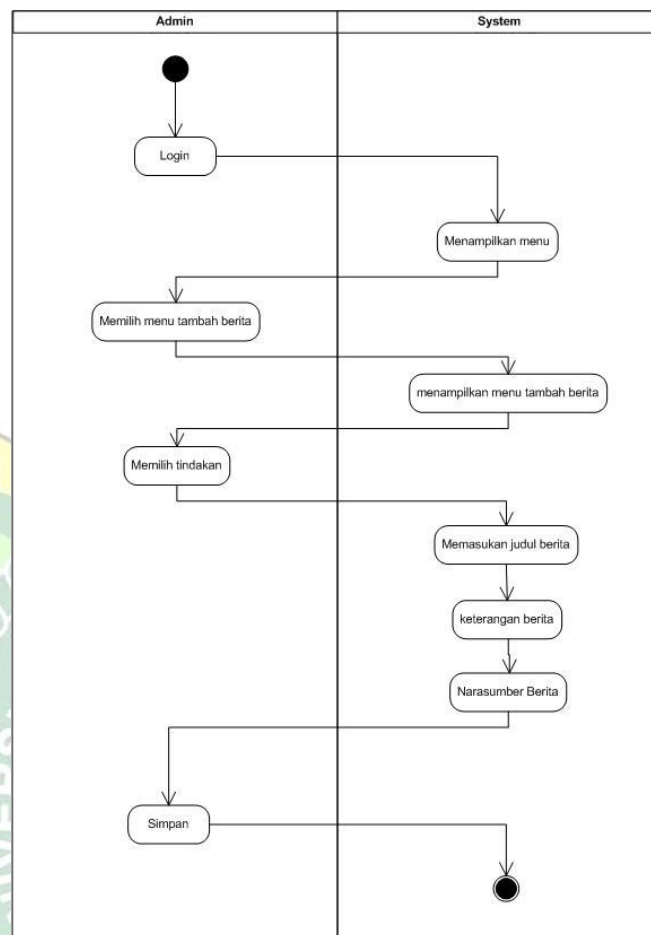 Admin
System
Login
Menampilkan menu
Memilih menu tambah berita
menampilkan menu tambah berita
Memilih tindakan
Memasukan judul berita
keterangan berita
Narasumber Berita
Simpan